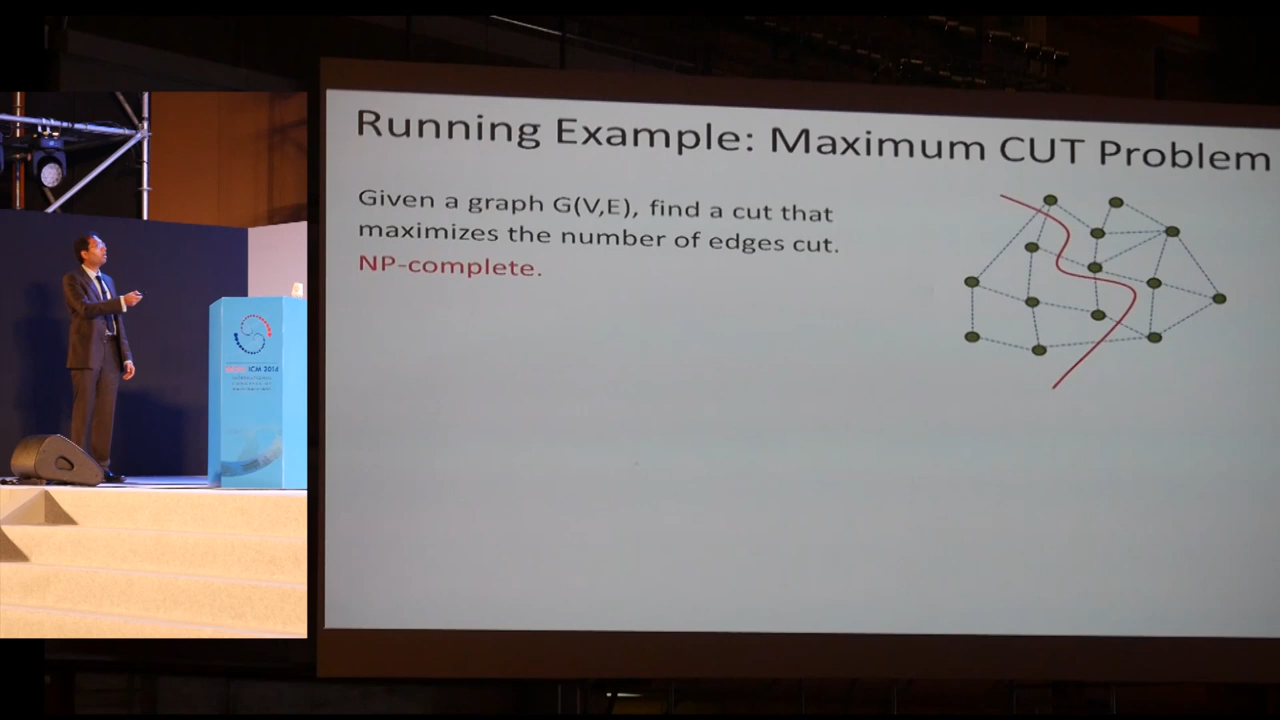 Running Example: Maximum CUT Problem
Given a graph G(V,E), find a cut that
maximizes the number of edges cut.
NP-complete.
ICM 2014